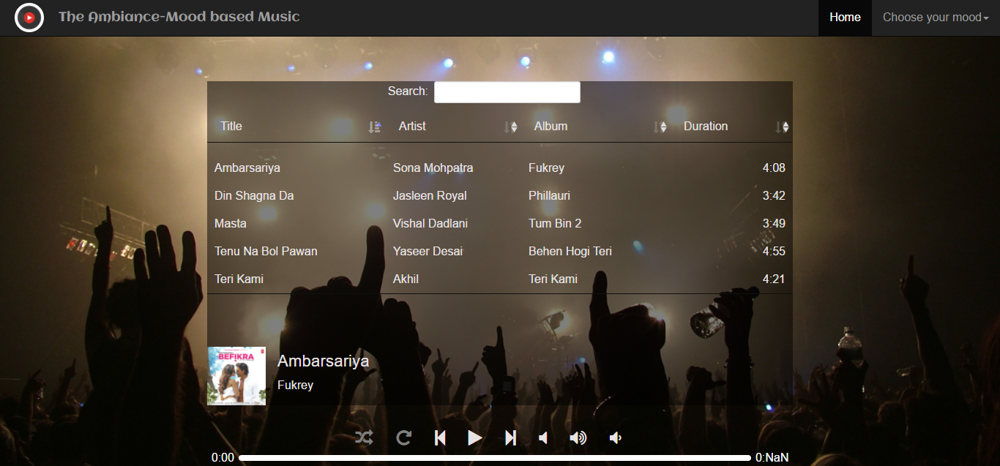 The Ambiance-Mood based Music
Home
Choose your mood
Search:
Title Artist Album Duration
Ambarsariya Sona Mohpatra Fukrey 4:08
Din Shagna Da Jasleen Royal Phillauri 3:42
Masta Vishal Dadlani Tum Bin 2 3:49
Tenu Na Bol Pawan Yaseer Desai Behen Hogi Teri 4:55
Teri Kami Akhil Teri Kami 4:21
BEFIKRA
Ambarsariya
Fukrey
0:00 0:NaN